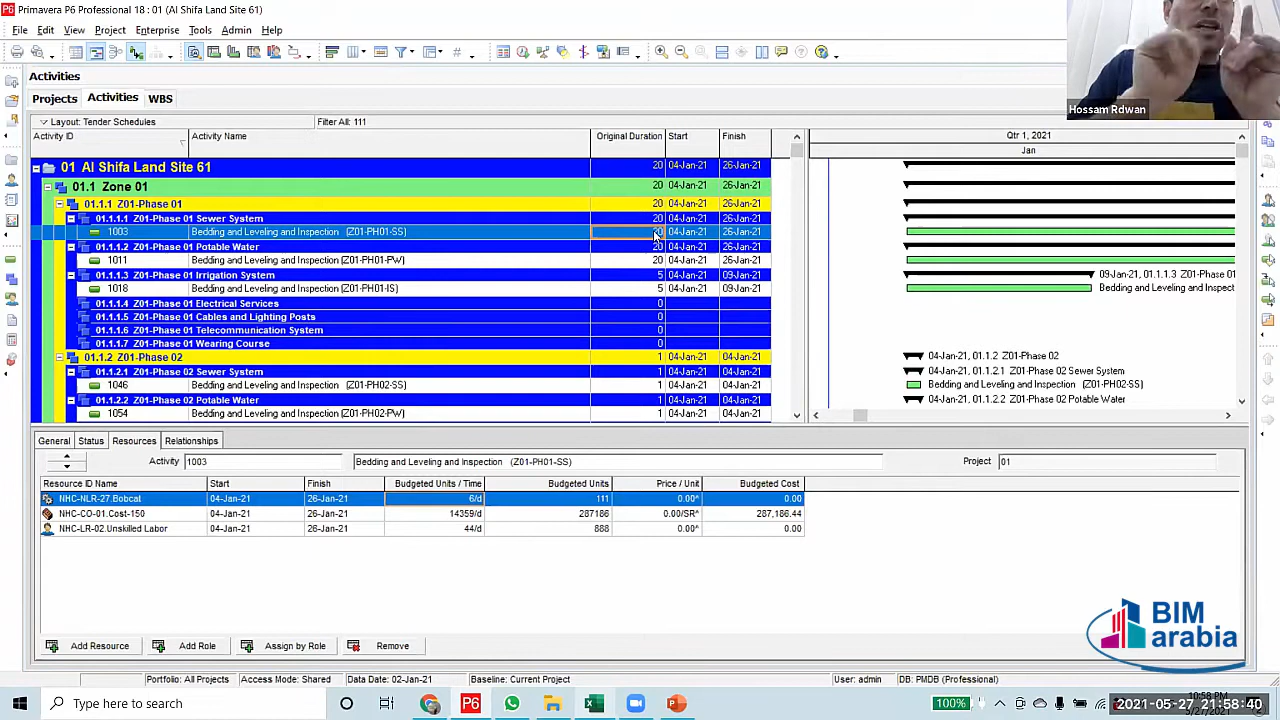 P6 Primavera P6 Professional 18 : 01 (Al Shifa Land Site 61)
File Edit View Project Enterprise Tools Admin Help
Activities
Projects Activities WBS
Layout: Tender Schedules Filter All: 111
Activity ID Activity Name Original Duration Start Finish Qtr 1, 2021
Jan
01 Al Shifa Land Site 61 20 04-Jan-21 26-Jan-21
01.1 Zone 01 20 04-Jan-21 26-Jan-21
01.1.1 Z01-Phase 01 20 04-Jan-21 26-Jan-21
01.1.1.1 Z01-Phase 01 Sewer System 20 04-Jan-21 26-Jan-21
1003 Bedding and Leveling and Inspection (Z01-PH01-SS) 20 04-Jan-21 26-Jan-21
01.1.1.2 Z01-Phase 01 Potable Water 20 04-Jan-21 26-Jan-21
1011 Bedding and Leveling and Inspection (Z01-PH01-PW) 20 04-Jan-21 26-Jan-21
01.1.1.3 Z01-Phase 01 Irrigation System 5 04-Jan-21 09-Jan-21 09-Jan-21, 01.1.1.3 Z01-Phase 01
1018 Bedding and Leveling and Inspection (Z01-PH01-IS) 5 04-Jan-21 09-Jan-21 Bedding and Leveling and Inspect
01.1.1.4 Z01-Phase 01 Electrical Services 0
01.1.1.5 Z01-Phase 01 Cables and Lighting Posts 0
01.1.1.6 Z01-Phase 01 Telecommunication System 0
01.1.1.7 Z01-Phase 01 Wearing Course 0
01.1.2 Z01-Phase 02 1 04-Jan-21 04-Jan-21 04-Jan-21, 01.1.2 Z01-Phase 02
01.1.2.1 Z01-Phase 02 Sewer System 1 04-Jan-21 04-Jan-21 04-Jan-21, 01.1.2.1 Z01-Phase 02 Sewer System
1046 Bedding and Leveling and Inspection (Z01-PH02-SS) 1 04-Jan-21 04-Jan-21 Bedding and Leveling and Inspection (Z01-PH02-SS)
01.1.2.2 Z01-Phase 02 Potable Water 1 04-Jan-21 04-Jan-21 04-Jan-21, 01.1.2.2 Z01-Phase 02 Potable Water
1054 Bedding and Leveling and Inspection (Z01-PH02-PW) 1 04-Jan-21 04-Jan-21
Hossam Rdwan
General Status Resources Relationships
Activity 1003 Bedding and Leveling and Inspection (Z01-PH01-SS) Project 01
Resource ID Name Start Finish Budgeted Units / Time Budgeted Units Price / Unit Budgeted Cost
NHC-NLR-27.Bobcat 04-Jan-21 26-Jan-21 6/d 111 0.00^ 0.00
NHC-CO-01.Cost-150 04-Jan-21 26-Jan-21 14359/d 287186 0.00/SR^ 287,186.44
NHC-LR-02.Unskilled Labor 04-Jan-21 26-Jan-21 44/d 888 0.00^ 0.00
BIM
arabia
Add Resource Add Role Assign by Role Remove
Portfolio: All Projects Access Mode: Shared Data Date: 02-Jan-21 Baseline: Current Project User: admin DB: PMDB (Professional)
Type here to search P6 100% 10:58 PM
2021-05-27, 21:58:40